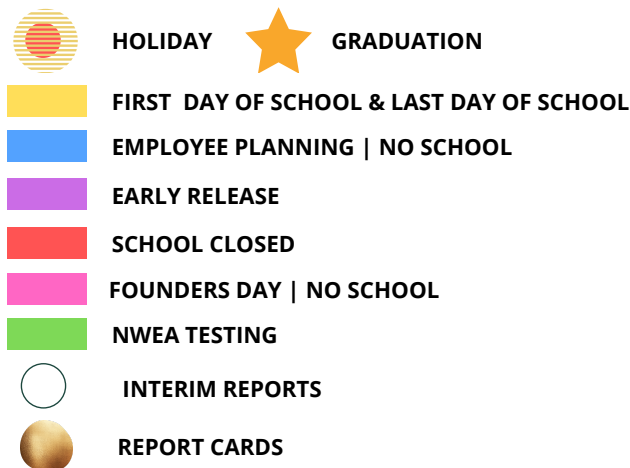 HOLIDAY GRADUATION
FIRST DAY OF SCHOOL & LAST DAY OF SCHOOL
EMPLOYEE PLANNING | NO SCHOOL
EARLY RELEASE
SCHOOL CLOSED
FOUNDERS DAY | NO SCHOOL
NWEA TESTING
INTERIM REPORTS
REPORT CARDS